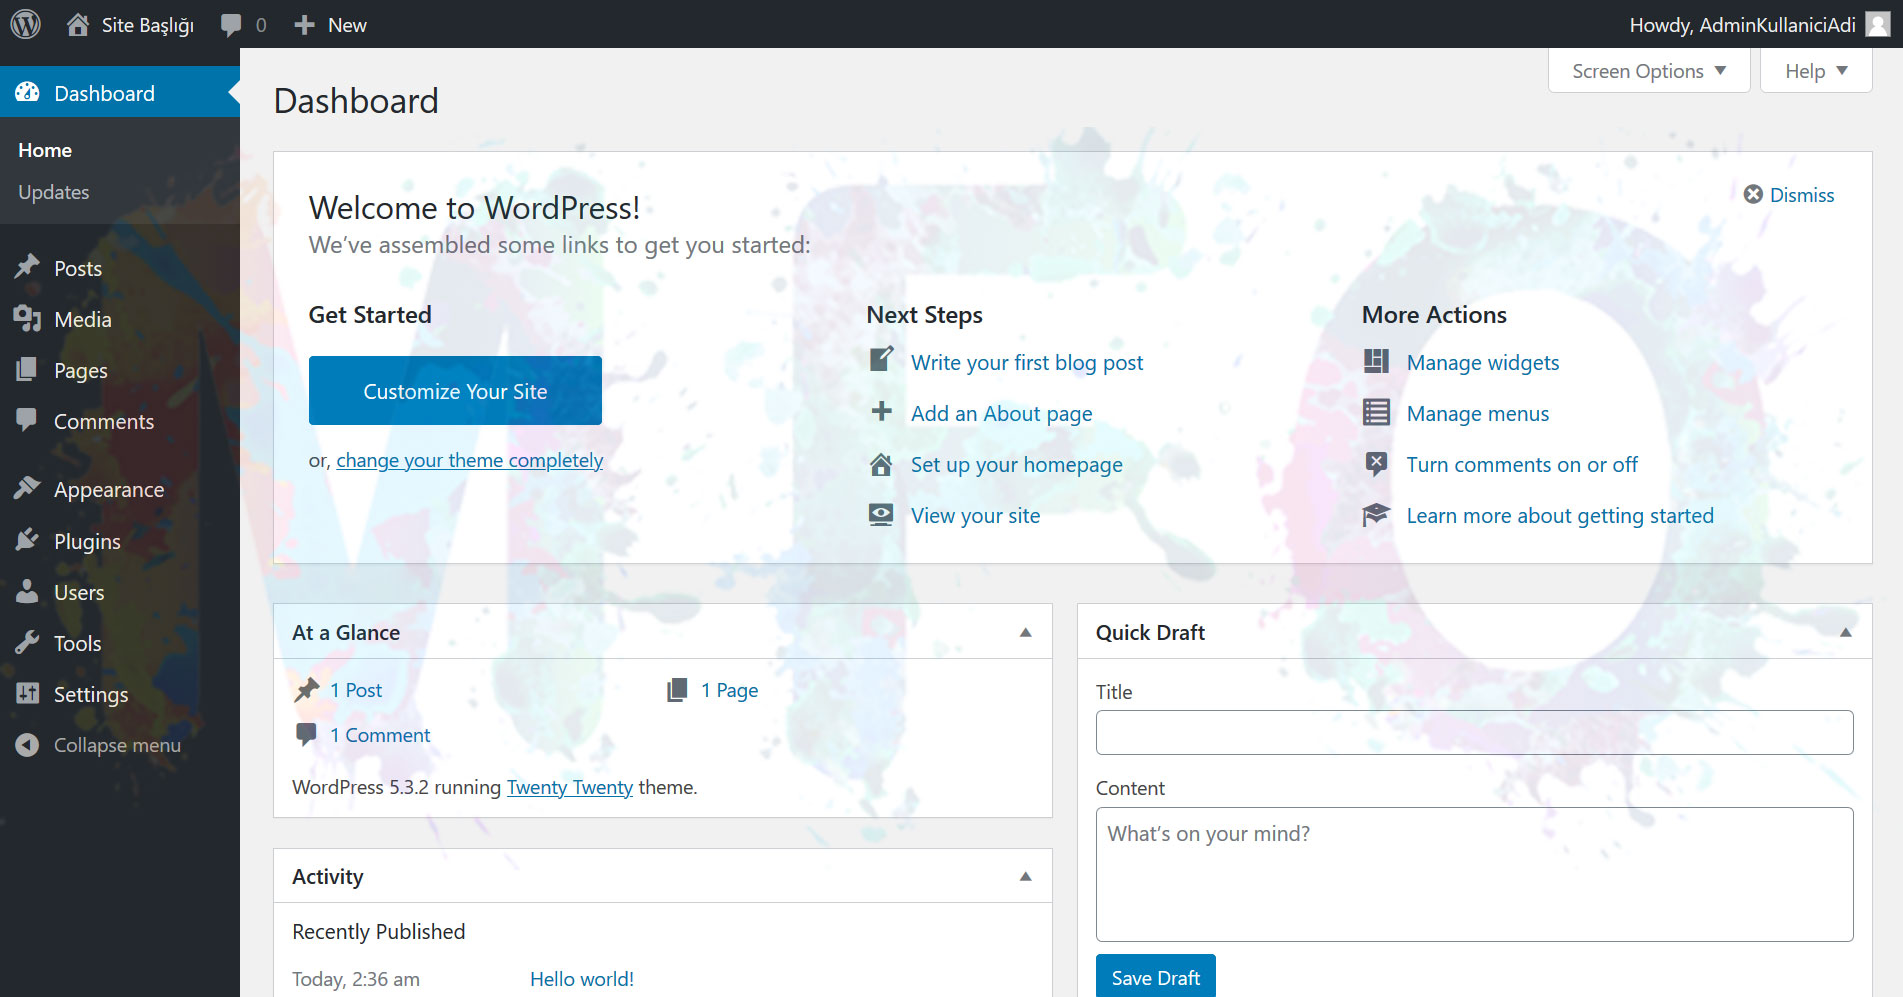 Site Başlığı 0 New Howdy, AdminKullaniciAdi
Screen Options Help
Dashboard
Home
Updates
Posts
Media
Pages
Comments
Appearance
Plugins
Users
Tools
Settings
Collapse menu
Dashboard
Welcome to WordPress!
We’ve assembled some links to get you started:
Dismiss
Get Started
Customize Your Site
or, change your theme completely
Next Steps
Write your first blog post
Add an About page
Set up your homepage
View your site
More Actions
Manage widgets
Manage menus
Turn comments on or off
Learn more about getting started
At a Glance
1 Post 1 Page
1 Comment
WordPress 5.3.2 running Twenty Twenty theme.
Activity
Recently Published
Today, 2:36 am Hello world!
Quick Draft
Title
Content
What’s on your mind?
Save Draft
MFO